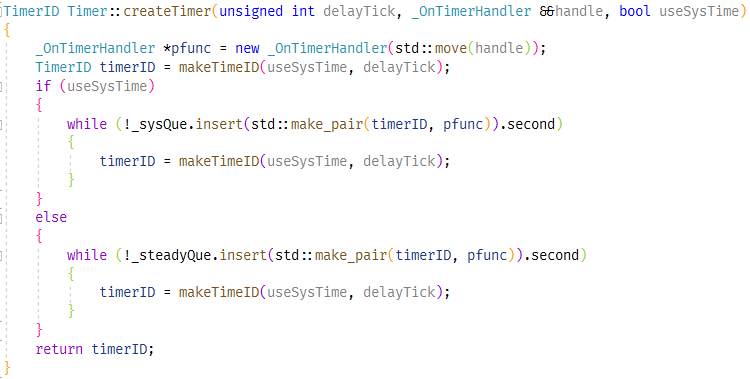 TimerID Timer::createTimer(unsigned int delayTick, _OnTimerHandler &&handle, bool useSysTime)
{
    _OnTimerHandler *pfunc = new _OnTimerHandler(std::move(handle));
    TimerID timerID = makeTimeID(useSysTime, delayTick);
    if (useSysTime)
    {
        while (!_sysQue.insert(std::make_pair(timerID, pfunc)).second)
        {
            timerID = makeTimeID(useSysTime, delayTick);
        }
    }
    else
    {
        while (!_steadyQue.insert(std::make_pair(timerID, pfunc)).second)
        {
            timerID = makeTimeID(useSysTime, delayTick);
        }
    }
    return timerID;
}